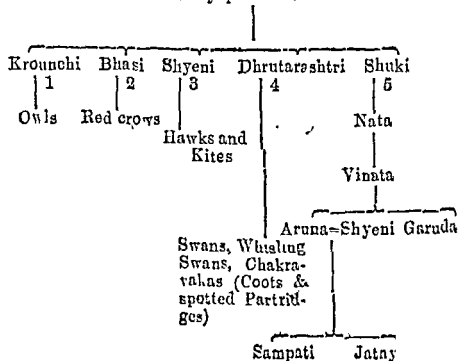 Krounchi Bhasi Shyeni Dhrutarashtri Shuki
1 2 3 4 5
Owls Red crows Nata
Hawks and
Kites
Vinata
Aruna=Shyeni Garuda
Swans, Whisling
Swans, Chakra-
vakas (Coots &
spotted Partrid-
ges)
Sampati Jatay